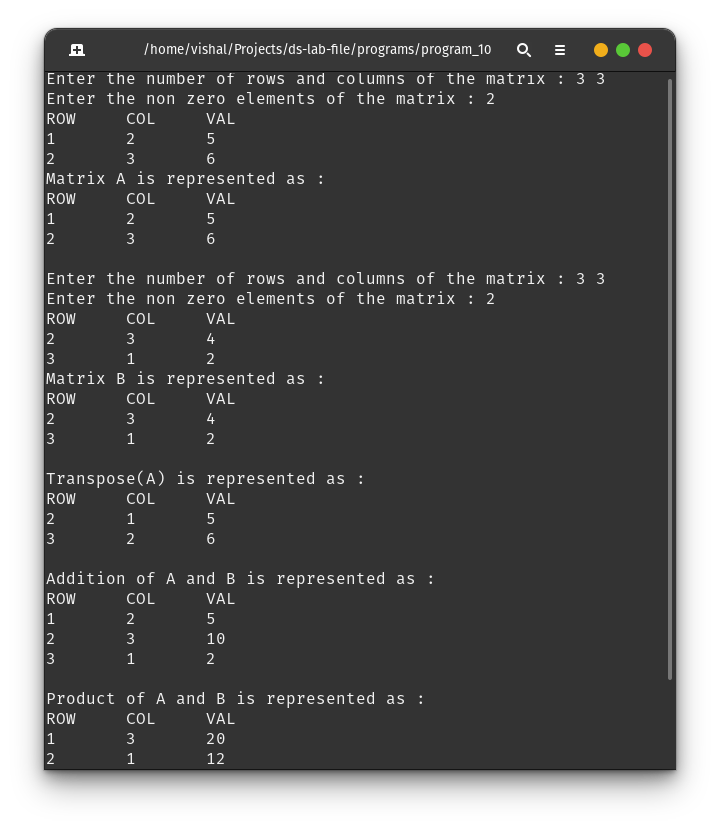 /home/vishal/Projects/ds-lab-file/programs/program_10
Enter the number of rows and columns of the matrix : 3 3
Enter the non zero elements of the matrix : 2
ROW     COL     VAL
1       2       5
2       3       6
Matrix A is represented as :
ROW     COL     VAL
1       2       5
2       3       6

Enter the number of rows and columns of the matrix : 3 3
Enter the non zero elements of the matrix : 2
ROW     COL     VAL
2       3       4
3       1       2
Matrix B is represented as :
ROW     COL     VAL
2       3       4
3       1       2

Transpose(A) is represented as :
ROW     COL     VAL
2       1       5
3       2       6

Addition of A and B is represented as :
ROW     COL     VAL
1       2       5
2       3       10
3       1       2

Product of A and B is represented as :
ROW     COL     VAL
1       3       20
2       1       12